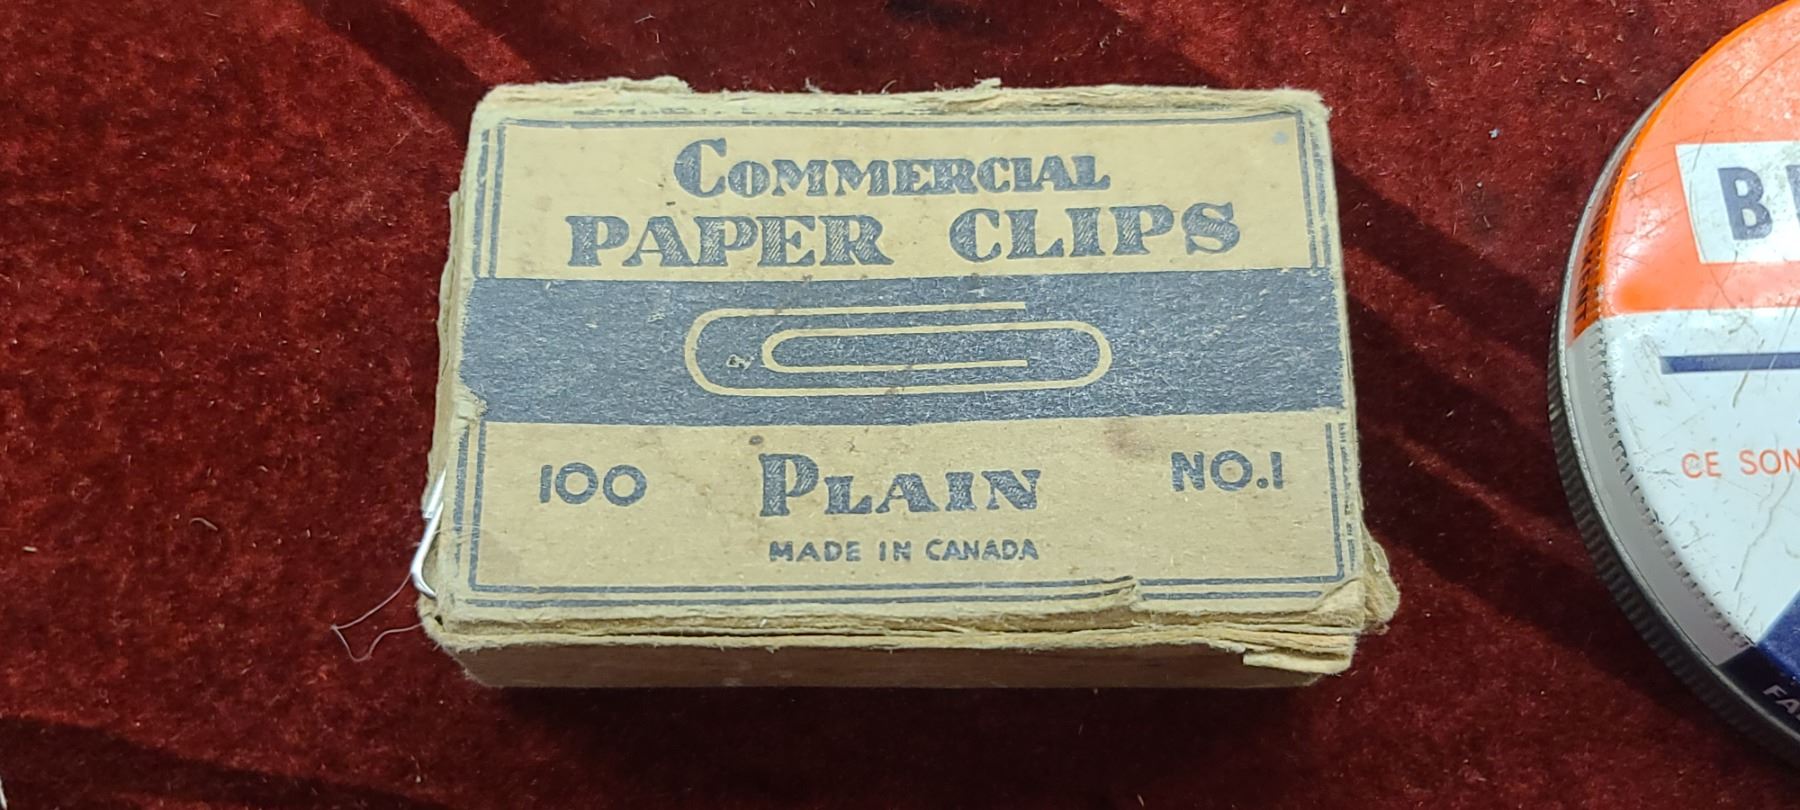 COMMERCIAL
PAPER CLIPS
100 PLAIN NO.1
MADE IN CANADA
CE SON